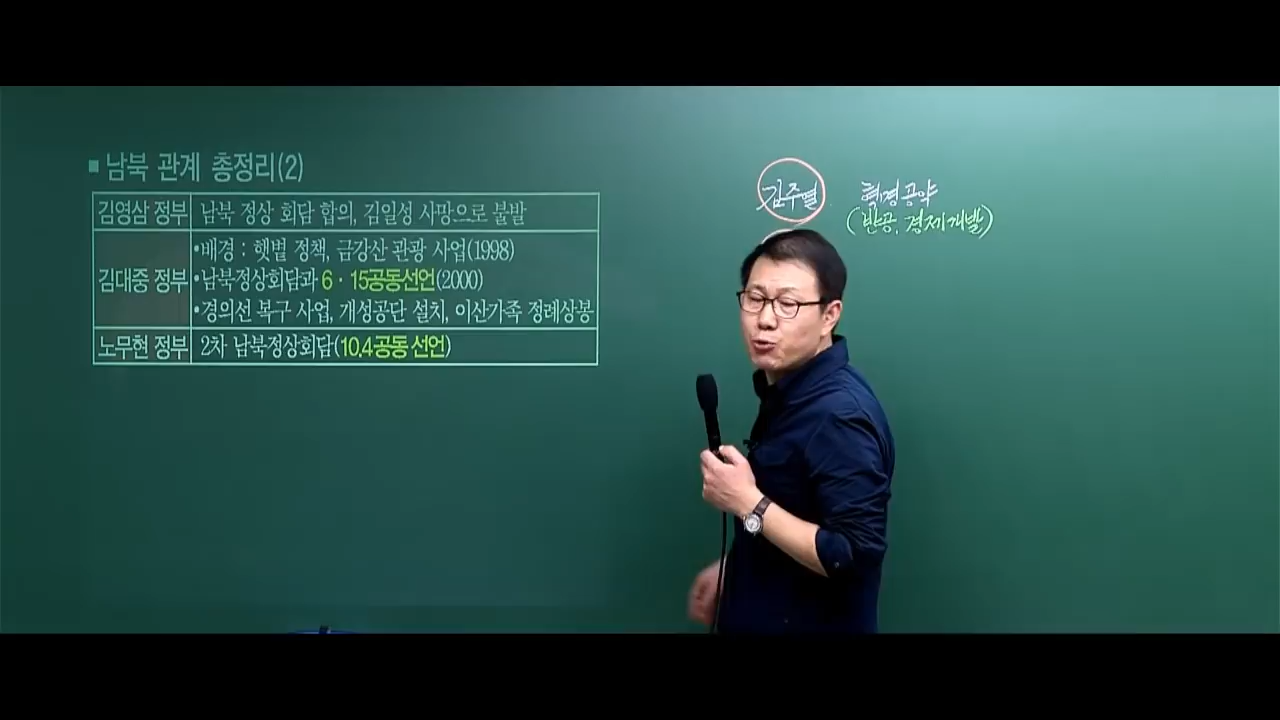 ▪남북 관계 총정리(2)
김영삼 정부 남북 정상 회담 합의, 김일성 사망으로 불발
김대중 정부
•배경 : 햇볕 정책, 금강산 관광 사업(1998)
•남북정상회담과 6·15공동선언(2000)
•경의선 복구 사업, 개성공단 설치, 이산가족 정례상봉
노무현 정부 2차 남북정상회담(10.4공동 선언)
김주열
혁명공약
(반공, 경제개발)